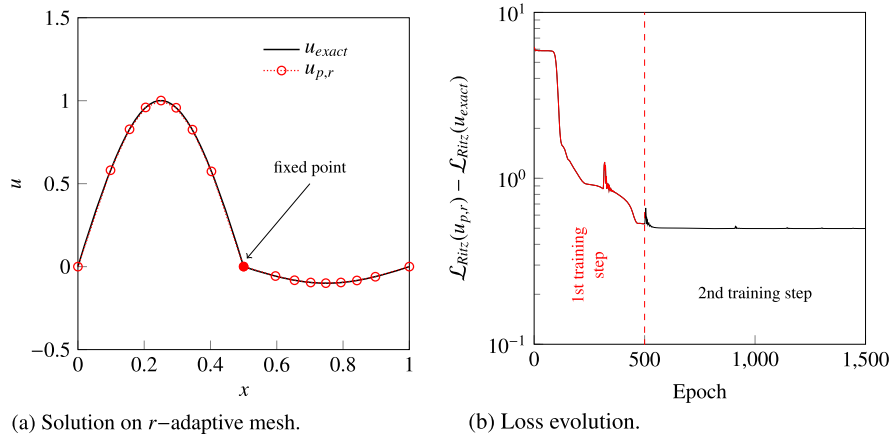 1.5
1
0.5
0
−0.5
u
0
0.2
0.4
0.6
0.8
1
x
u_exact
u_p,r
fixed point
(a) Solution on r−adaptive mesh.
10^1
10^0
10^−1
ℒ_Ritz(u_p,r) − ℒ_Ritz(u_exact)
1st training
step
2nd training step
0
500
1,000
1,500
Epoch
(b) Loss evolution.